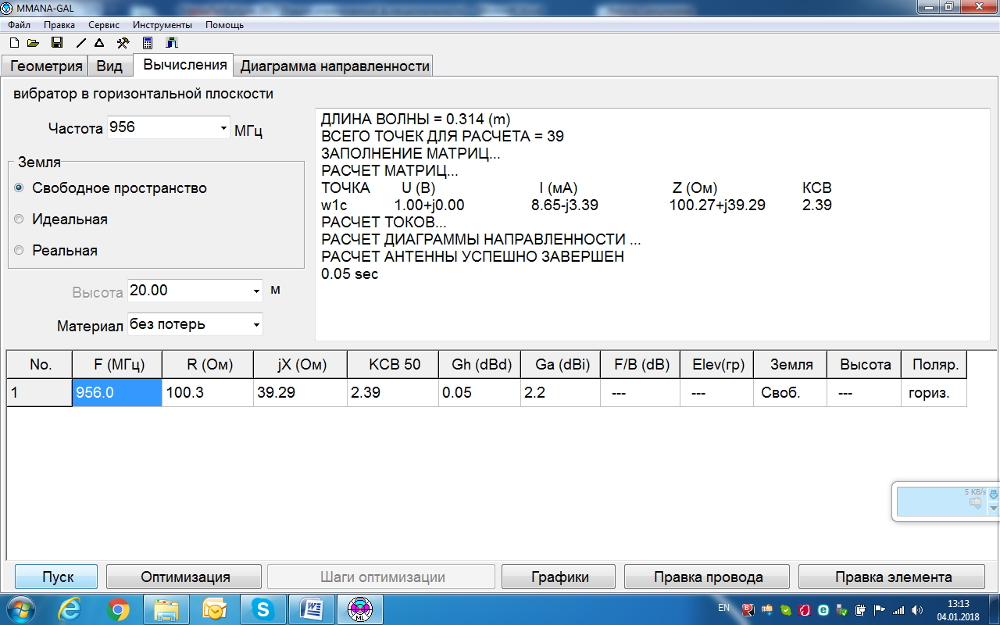 MMANA-GAL
Файл Правка Сервис Инструменты Помощь
Геометрия Вид Вычисления Диаграмма направленности
вибратор в горизонтальной плоскости
Частота 956 МГц
Земля
Свободное пространство
Идеальная
Реальная
Высота 20.00 м
Материал без потерь
ДЛИНА ВОЛНЫ = 0.314 (m)
ВСЕГО ТОЧЕК ДЛЯ РАСЧЕТА = 39
ЗАПОЛНЕНИЕ МАТРИЦ...
РАСЧЕТ МАТРИЦ...
ТОЧКА U (В) I (мА) Z (Ом) КСВ
w1c 1.00+j0.00 8.65-j3.39 100.27+j39.29 2.39
РАСЧЕТ ТОКОВ...
РАСЧЕТ ДИАГРАММЫ НАПРАВЛЕННОСТИ ...
РАСЧЕТ АНТЕННЫ УСПЕШНО ЗАВЕРШЕН
0.05 sec
No. F (МГц) R (Ом) jX (Ом) КСВ 50 Gh (dBd) Ga (dBi) F/B (dB) Elev(гр) Земля Высота Поляр.
1 956.0 100.3 39.29 2.39 0.05 2.2 --- --- Своб. --- гориз.
5 KB/s
Пуск Оптимизация Шаги оптимизации Графики Правка провода Правка элемента
EN 13:13
04.01.2018